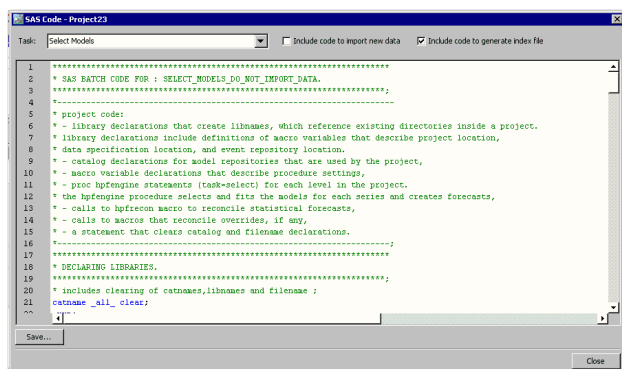 SAS Code - Project23
Task: Select Models Include code to import new data Include code to generate index file
1 ****************************************************************
2 * SAS BATCH CODE FOR : SELECT_MODELS_DO_NOT_IMPORT_DATA.
3 ***************************************************************;
4 *----------------------------------------------------------------
5 * project code:
6 * - library declarations that create libnames, which reference existing directories inside a project.
7 * library declarations include definitions of macro variables that describe project location,
8 * data specification location, and event repository location.
9 * - catalog declarations for model repositories that are used by the project,
10 * - macro variable declarations that describe procedure settings,
11 * - proc hpfengine statements (task=select) for each level in the project.
12 * the hpfengine procedure selects and fits the models for each series and creates forecasts,
13 * - calls to hpfrecon macro to reconcile statistical forecasts,
14 * - calls to macros that reconcile overrides, if any,
15 * - a statement that clears catalog and filename declarations.
16 *---------------------------------------------------------------;
17 ****************************************************************
18 * DECLARING LIBRARIES.
19 ***************************************************************;
20 * includes clearing of catnames,libnames and filename ;
21 catname _all_ clear;
Save...
Close